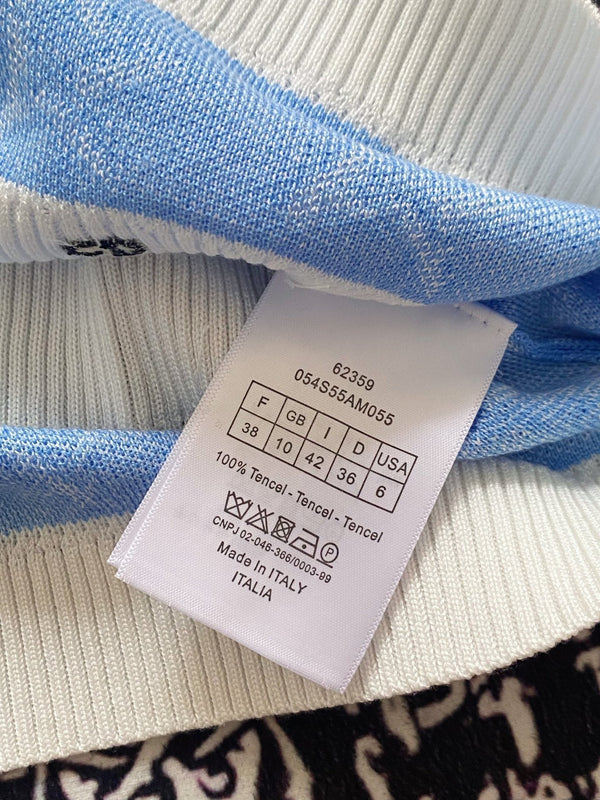 62359
054S55AM055
F GB I D USA
38 10 42 36 6
100% Tencel - Tencel - Tencel
P
CNPJ 02-046-366/0003-99
Made In ITALY
ITALIA